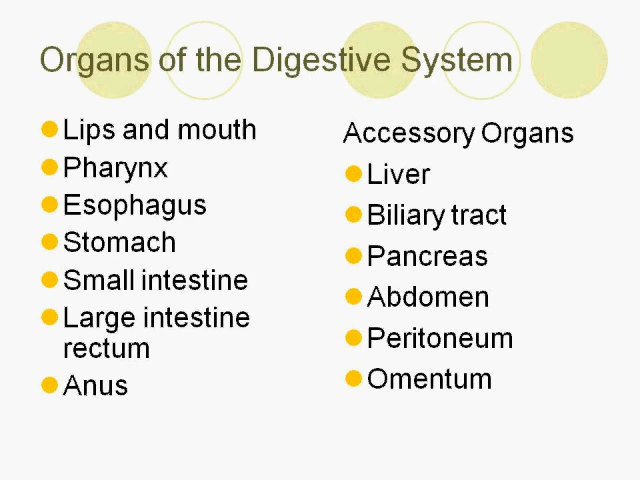 Organs of the Digestive System
Lips and mouth
Pharynx
Esophagus
Stomach
Small intestine
Large intestine
rectum
Anus
Accessory Organs
Liver
Biliary tract
Pancreas
Abdomen
Peritoneum
Omentum